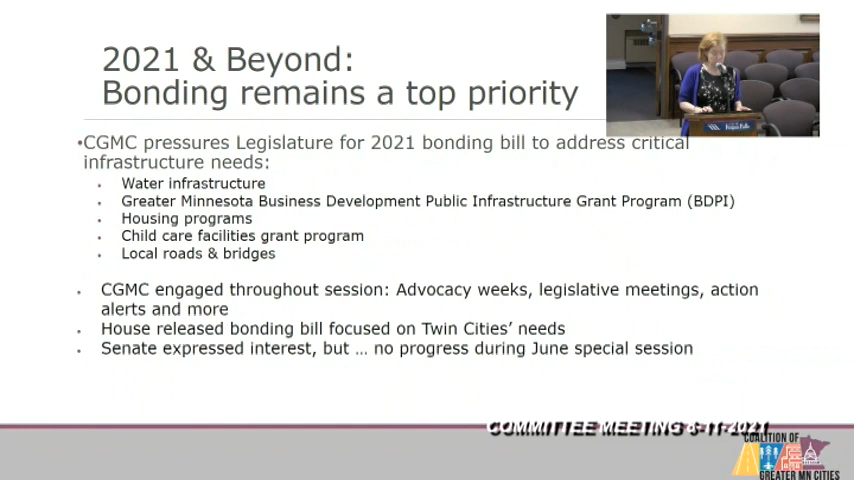 2021 & Beyond:
Bonding remains a top priority
•CGMC pressures Legislature for 2021 bonding bill to address critical
infrastructure needs:
• Water infrastructure
• Greater Minnesota Business Development Public Infrastructure Grant Program (BDPI)
• Housing programs
• Child care facilities grant program
• Local roads & bridges
• CGMC engaged throughout session: Advocacy weeks, legislative meetings, action
alerts and more
• House released bonding bill focused on Twin Cities’ needs
• Senate expressed interest, but … no progress during June special session
COMMITTEE MEETING 8-11-2021
COALITION OF
GREATER MN CITIES